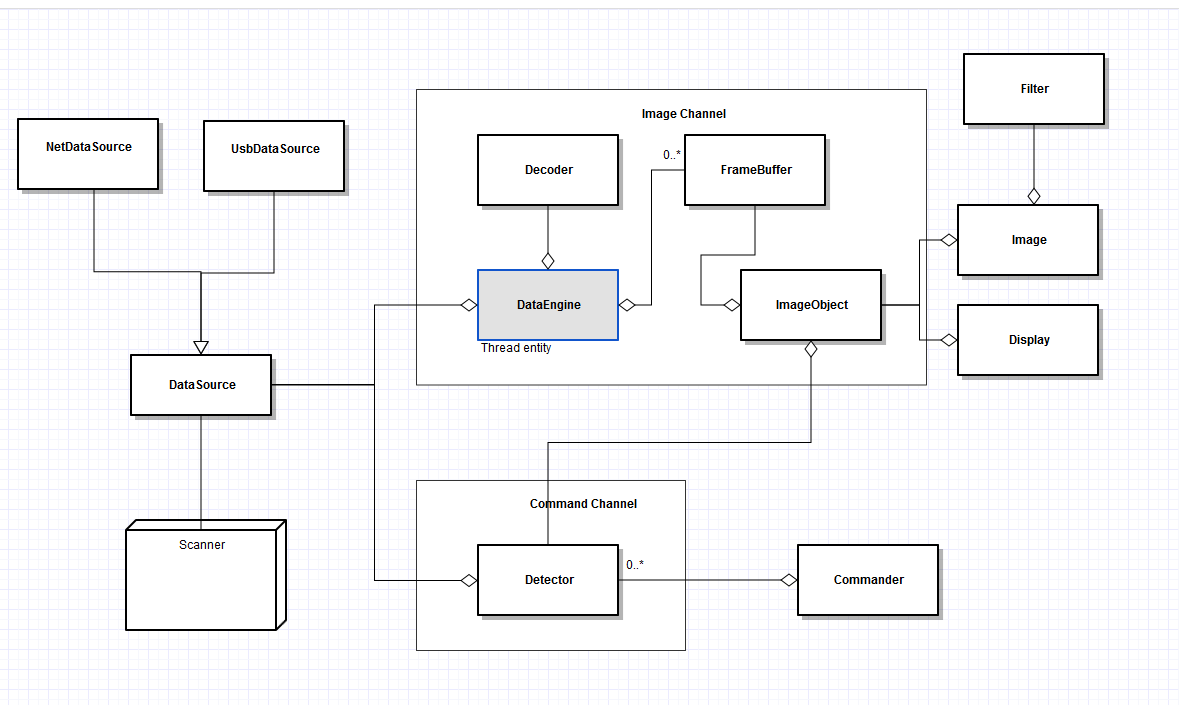 Filter
Image Channel
NetDataSource
UsbDataSource
0..*
Decoder
FrameBuffer
Image
DataEngine
ImageObject
Thread entity
Display
DataSource
Command Channel
Scanner
0..*
Detector
Commander